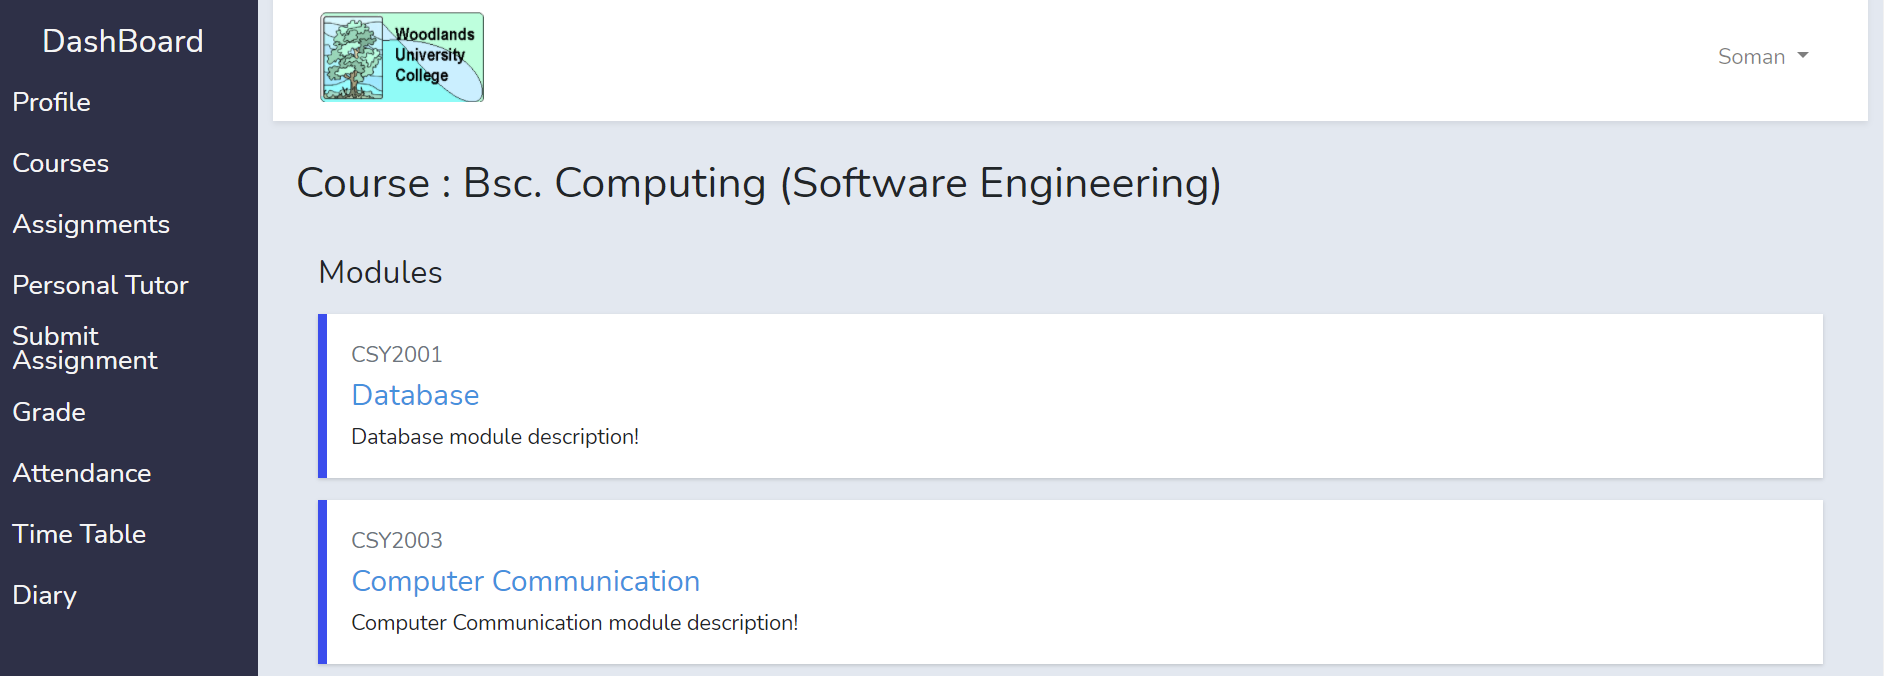 DashBoard
Profile
Courses
Assignments
Personal Tutor
Submit
Assignment
Grade
Attendance
Time Table
Diary
Woodlands
University
College
Soman
Course : Bsc. Computing (Software Engineering)
Modules
CSY2001
Database
Database module description!
CSY2003
Computer Communication
Computer Communication module description!